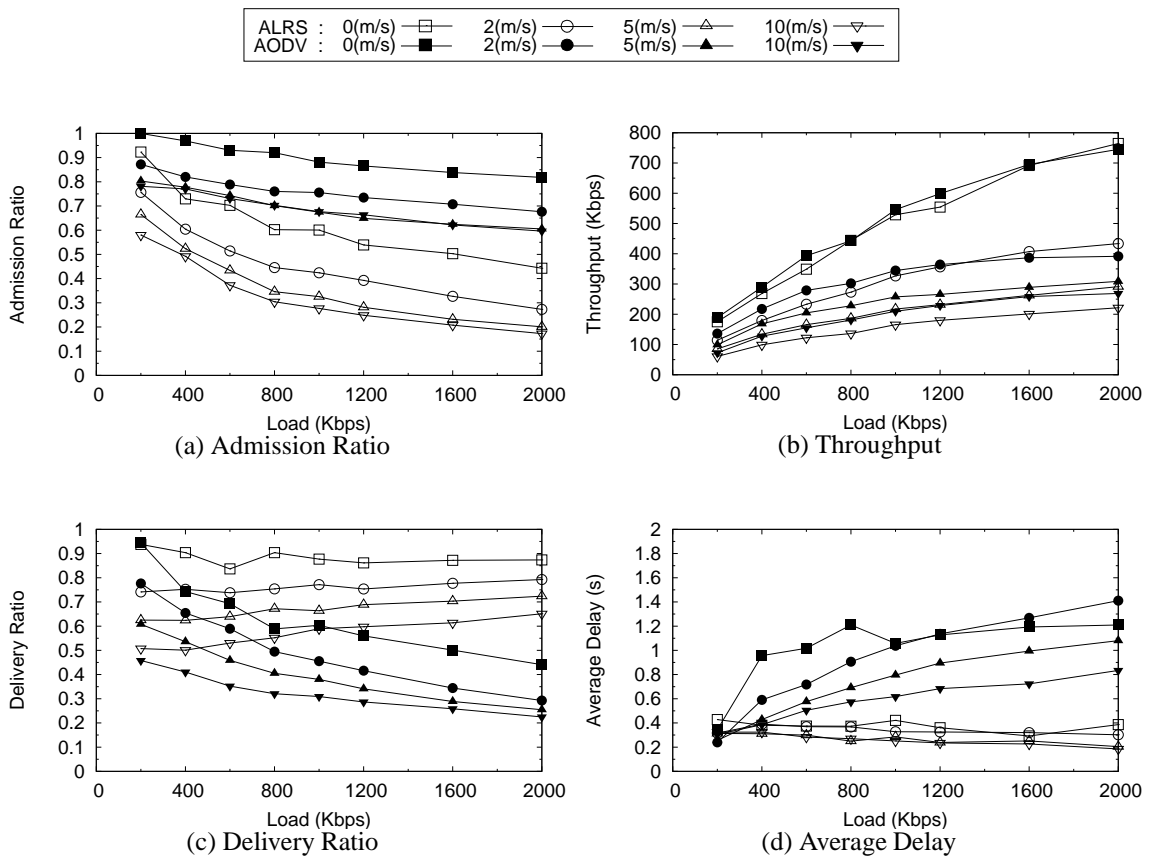 ALRS : 0(m/s) 2(m/s) 5(m/s) 10(m/s)
AODV : 0(m/s) 2(m/s) 5(m/s) 10(m/s)
1
0.9
0.8
0.7
0.6
0.5
0.4
0.3
0.2
0.1
0
Admission Ratio
0 400 800 1200 1600 2000
Load (Kbps)
(a) Admission Ratio
800
700
600
500
400
300
200
100
0
Throughput (Kbps)
0 400 800 1200 1600 2000
Load (Kbps)
(b) Throughput
1
0.9
0.8
0.7
0.6
0.5
0.4
0.3
0.2
0.1
0
Delivery Ratio
0 400 800 1200 1600 2000
Load (Kbps)
(c) Delivery Ratio
2
1.8
1.6
1.4
1.2
1
0.8
0.6
0.4
0.2
0
Average Delay (s)
0 400 800 1200 1600 2000
Load (Kbps)
(d) Average Delay